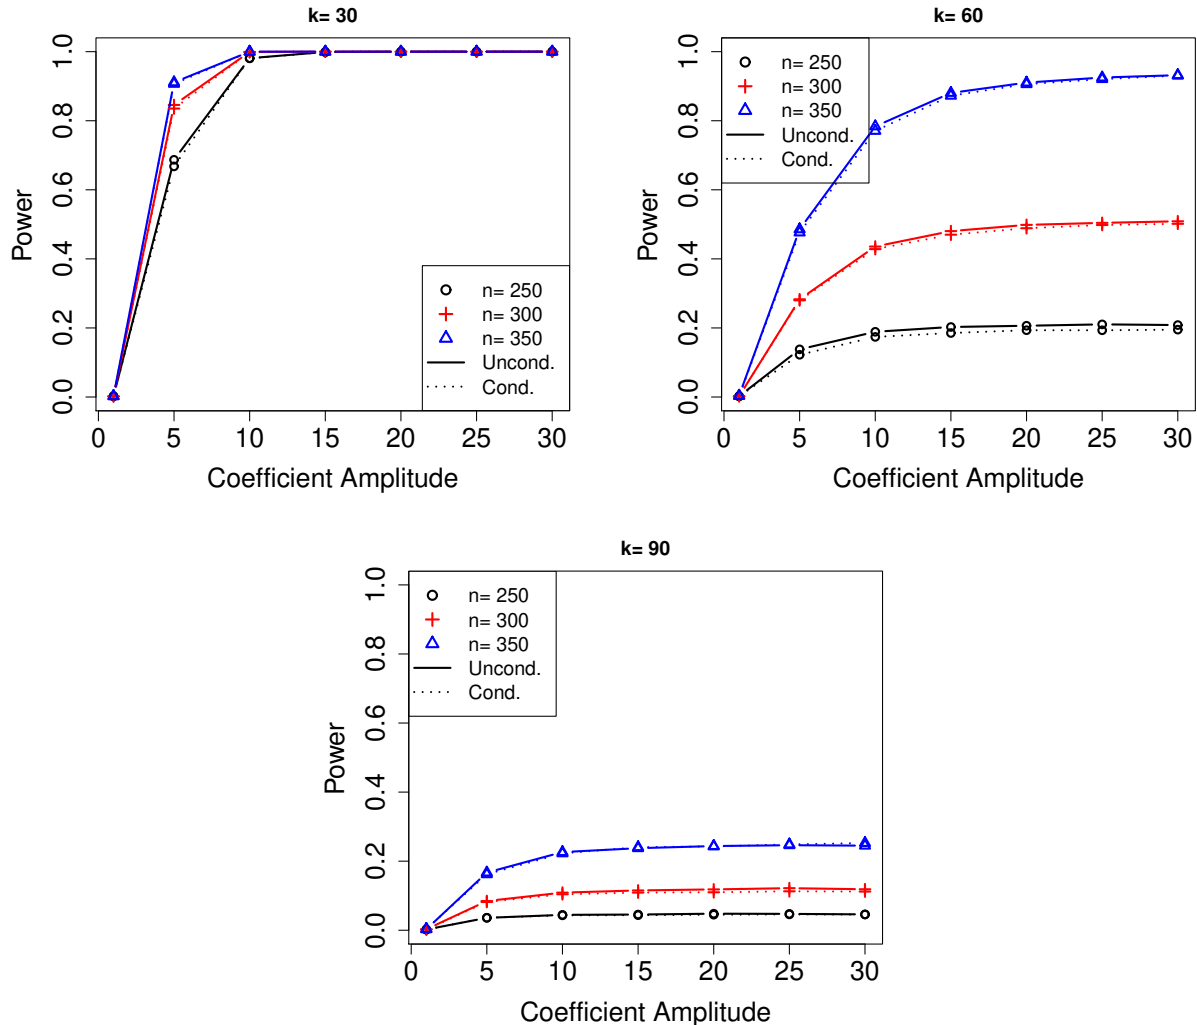 k= 30
Power
1.0
0.8
0.6
0.4
0.2
0.0
n= 250
n= 300
n= 350
Uncond.
Cond.
0 5 10 15 20 25 30
Coefficient Amplitude
k= 60
Power
1.0
0.8
0.6
0.4
0.2
0.0
n= 250
n= 300
n= 350
Uncond.
Cond.
0 5 10 15 20 25 30
Coefficient Amplitude
k= 90
Power
1.0
0.8
0.6
0.4
0.2
0.0
n= 250
n= 300
n= 350
Uncond.
Cond.
0 5 10 15 20 25 30
Coefficient Amplitude